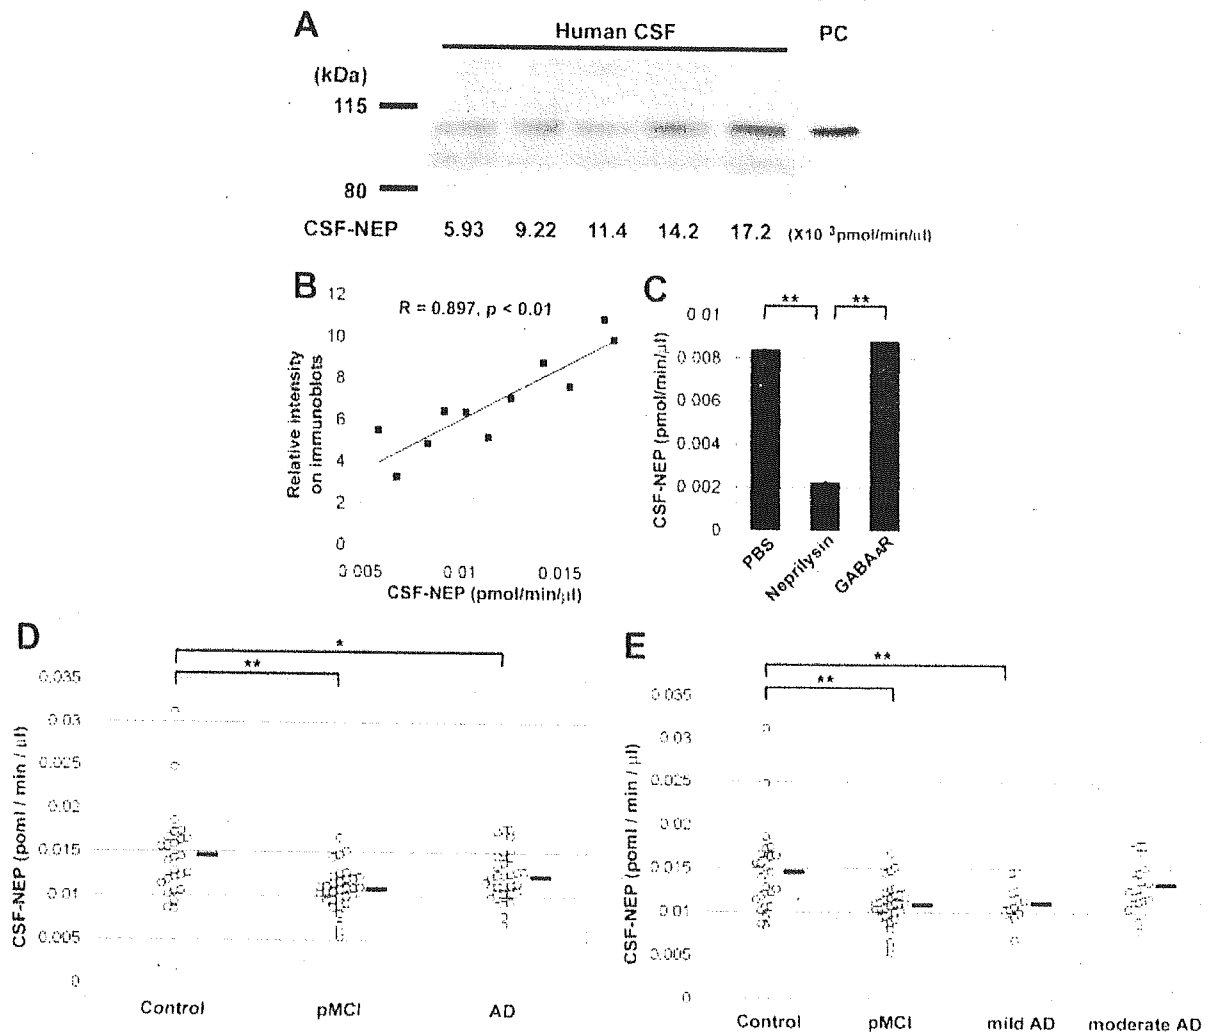 A
Human CSF
PC
(kDa)
115
80
CSF-NEP 5.93 9.22 11.4 14.2 17.2 (X10 3pmol/min/µl)
B
R = 0.897, p < 0.01
Relative intensity
on immunoblots
12
10
8
6
4
2
0
0.005 0.01 0.015
CSF-NEP (pmol/min/µl)
C
** **
CSF-NEP (pmol/min/µl)
0.01
0.008
0.006
0.004
0.002
0
PBS
Neprilysin
GABAAR
D
*
**
CSF-NEP (poml / min / µl)
0.035
0.03
0.025
0.02
0.015
0.01
0.005
0
Control pMCI AD
E
**
**
CSF-NEP (poml / min / µl)
0.035
0.03
0.025
0.02
0.015
0.01
0.005
0
Control pMCI mild AD moderate AD